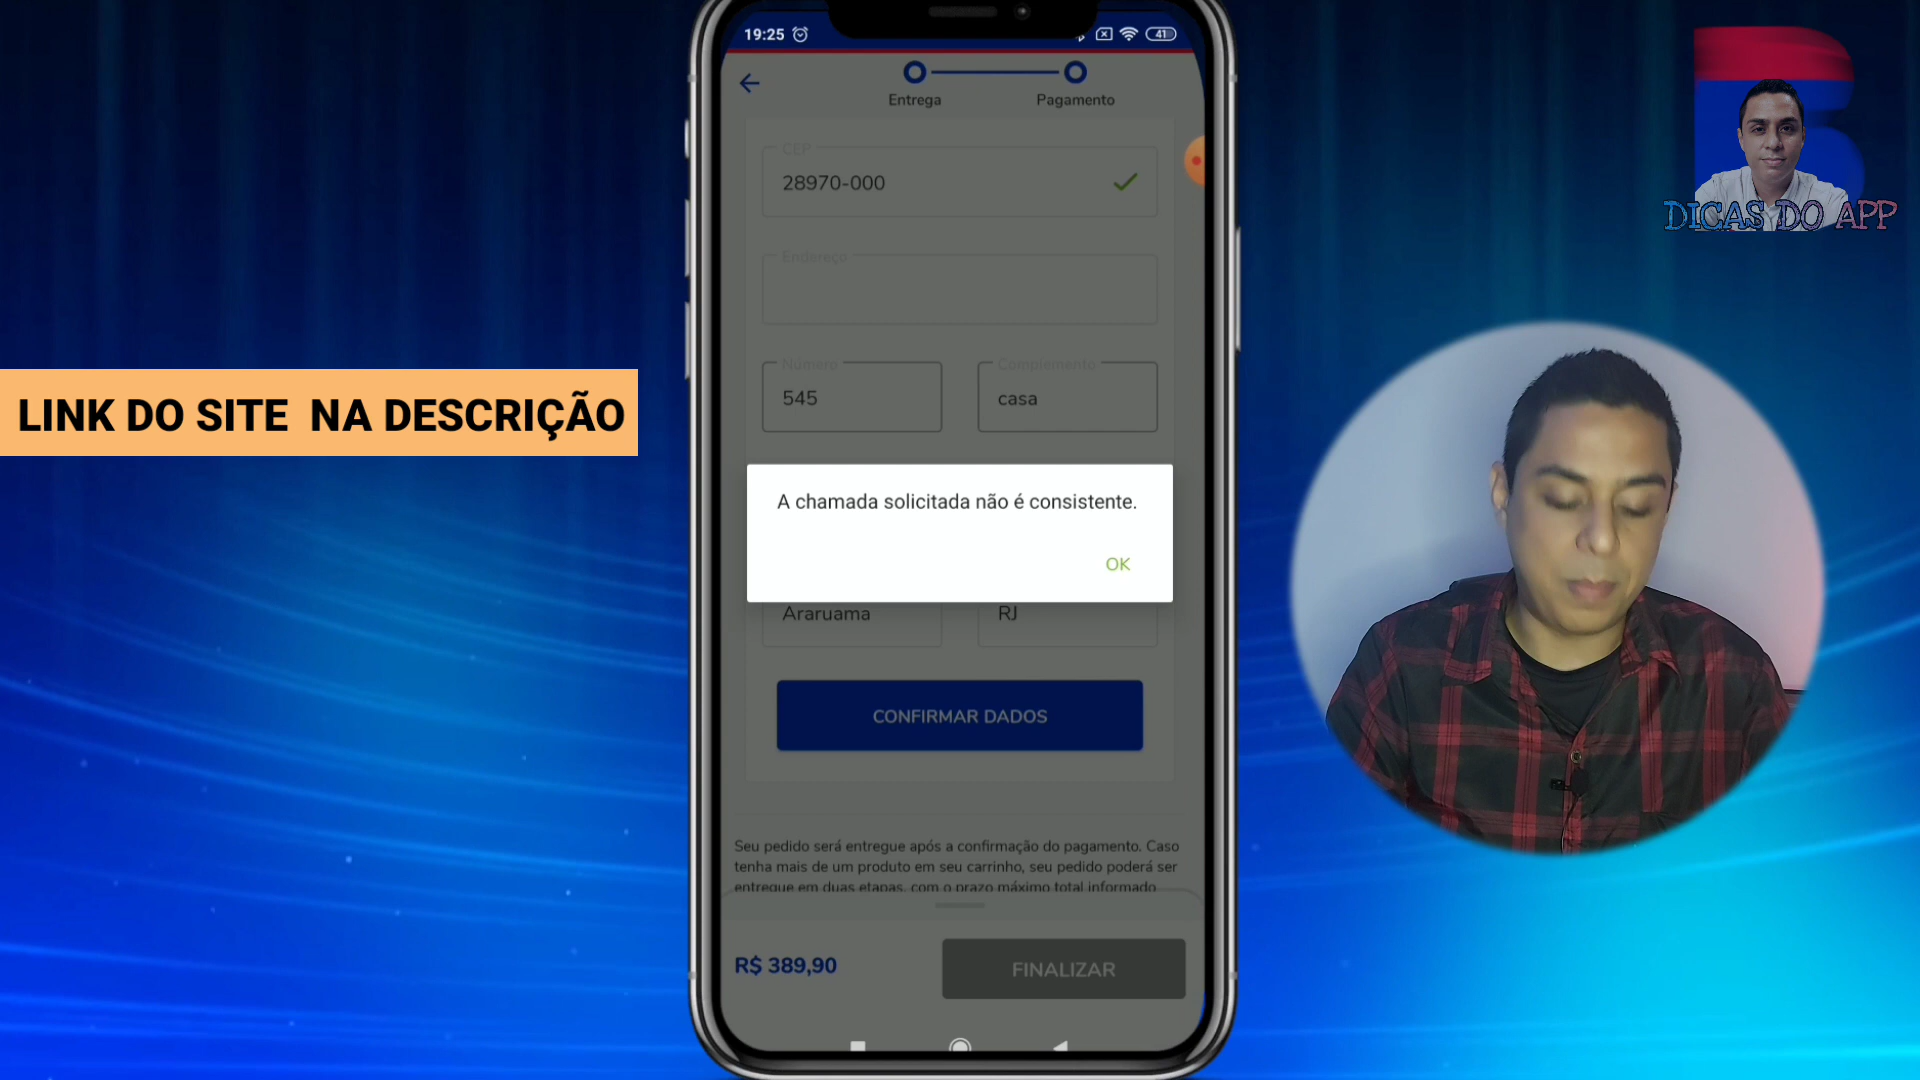 19:25
41
Entrega
Pagamento
CEP
28970-000
Endereço
Número
545
Complemento
casa
A chamada solicitada não é consistente.
OK
Araruama
RJ
CONFIRMAR DADOS
Seu pedido será entregue após a confirmação do pagamento. Caso
tenha mais de um produto em seu carrinho, seu pedido poderá ser
entregue em duas etapas, com o prazo máximo total informado
R$ 389,90
FINALIZAR
LINK DO SITE NA DESCRIÇÃO
DICAS DO APP